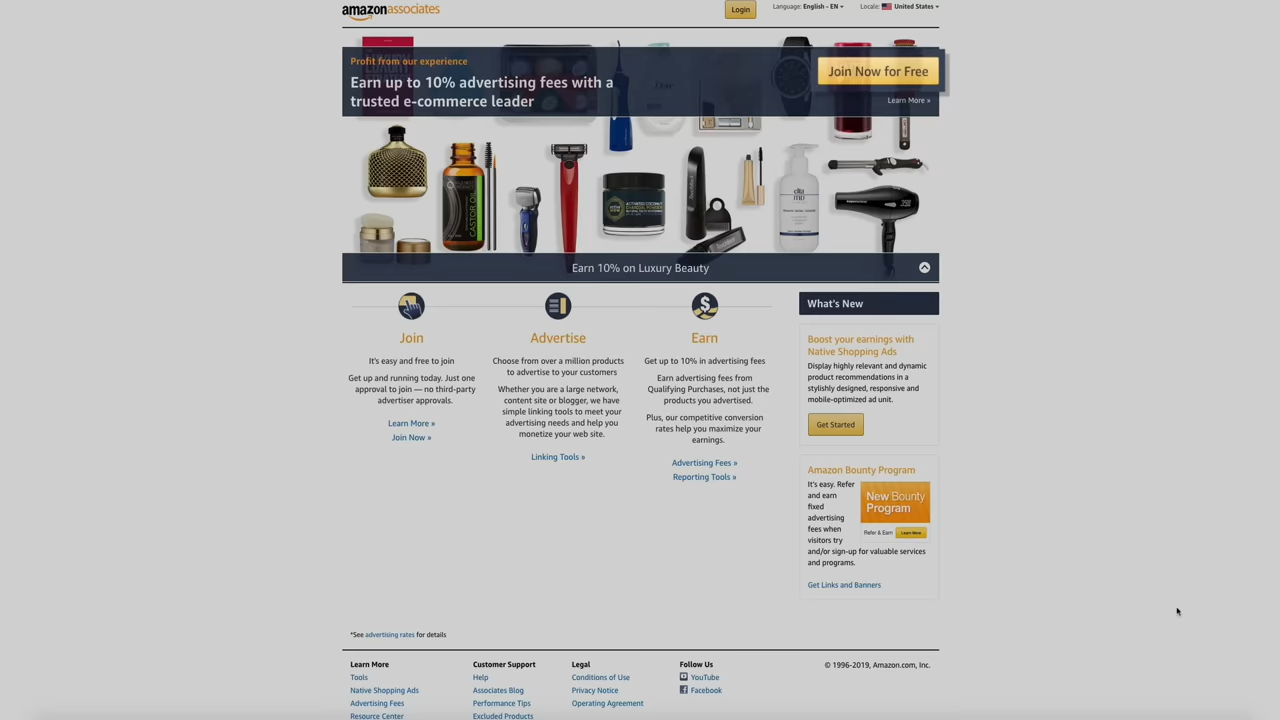 amazonassociates
Login
Language: English - EN
Locale: United States
Profit from our experience
Earn up to 10% advertising fees with a
trusted e-commerce leader
Join Now for Free
Learn More »
CASTOR OIL
elta
MD
Earn 10% on Luxury Beauty
Join
It's easy and free to join
Get up and running today. Just one
approval to join — no third-party
advertiser approvals.
Learn More »
Join Now »
Advertise
Choose from over a million products
to advertise to your customers
Whether you are a large network,
content site or blogger, we have
simple linking tools to meet your
advertising needs and help you
monetize your web site.
Linking Tools »
Earn
Get up to 10% in advertising fees
Earn advertising fees from
Qualifying Purchases, not just the
products you advertised.
Plus, our competitive conversion
rates help you maximize your
earnings.
Advertising Fees »
Reporting Tools »
What's New
Boost your earnings with
Native Shopping Ads
Display highly relevant and dynamic
product recommendations in a
stylishly designed, responsive and
mobile-optimized ad unit.
Get Started
Amazon Bounty Program
It's easy. Refer
and earn
fixed
advertising
fees when
visitors try
and/or sign-up for valuable services
and programs.
New Bounty
Program
Refer & Earn
Learn More
Get Links and Banners
*See advertising rates for details
Learn More
Tools
Native Shopping Ads
Advertising Fees
Resource Center
Customer Support
Help
Associates Blog
Performance Tips
Excluded Products
Legal
Conditions of Use
Privacy Notice
Operating Agreement
Follow Us
YouTube
Facebook
© 1996-2019, Amazon.com, Inc.